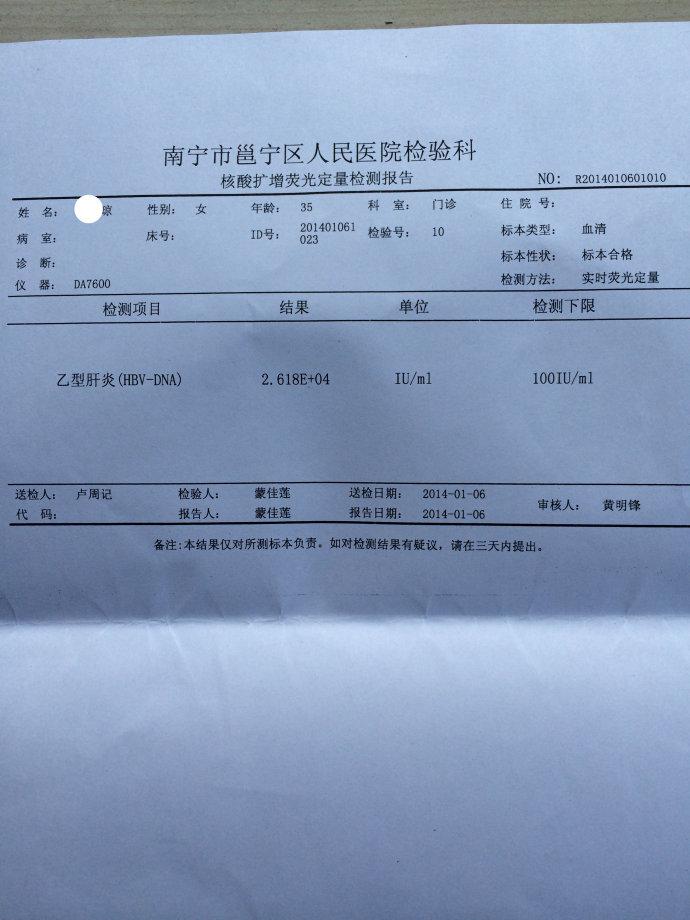 南宁市邕宁区人民医院检验科
核酸扩增荧光定量检测报告 NO: R2014010601010
姓 名: 琼 性别: 女 年龄: 35 科 室: 门诊 住 院 号:
病 室: 床号: ID号: 201401061023 检验号: 10 标本类型: 血清
诊 断: 标本性状: 标本合格
仪 器: DA7600 检测方法: 实时荧光定量
检测项目 结果 单位 检测下限
乙型肝炎(HBV-DNA) 2.618E+04 IU/ml 100IU/ml
送检人: 卢周记 检验人: 蒙佳莲 送检日期: 2014-01-06 审核人: 黄明锋
代 码: 报告人: 蒙佳莲 报告日期: 2014-01-06
备注:本结果仅对所测标本负责。如对检测结果有疑议，请在三天内提出。